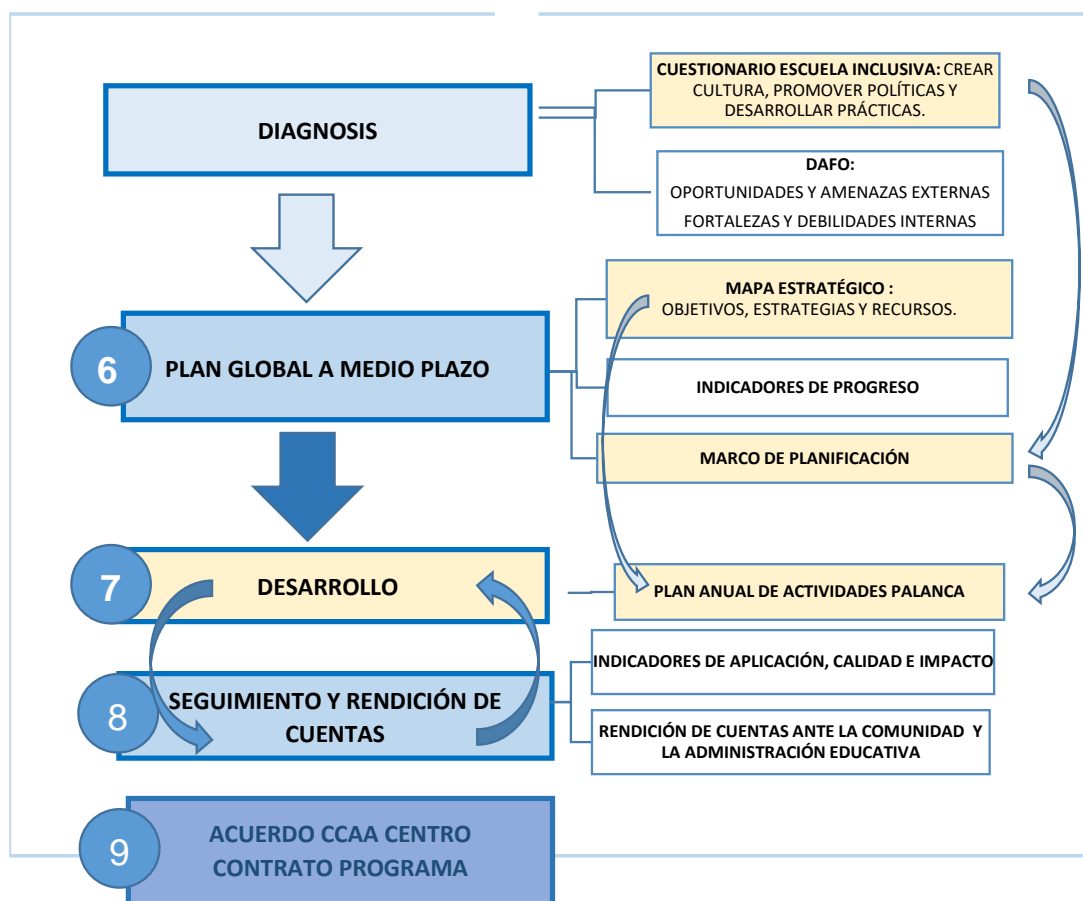 DIAGNOSIS
CUESTIONARIO ESCUELA INCLUSIVA: CREAR
CULTURA, PROMOVER POLÍTICAS Y
DESARROLLAR PRÁCTICAS.
DAFO:
OPORTUNIDADES Y AMENAZAS EXTERNAS
FORTALEZAS Y DEBILIDADES INTERNAS
6
PLAN GLOBAL A MEDIO PLAZO
MAPA ESTRATÉGICO :
OBJETIVOS, ESTRATEGIAS Y RECURSOS.
INDICADORES DE PROGRESO
MARCO DE PLANIFICACIÓN
7
DESARROLLO
PLAN ANUAL DE ACTIVIDADES PALANCA
8
SEGUIMIENTO Y RENDICIÓN DE
CUENTAS
INDICADORES DE APLICACIÓN, CALIDAD E IMPACTO
RENDICIÓN DE CUENTAS ANTE LA COMUNIDAD Y
LA ADMINISTRACIÓN EDUCATIVA
9
ACUERDO CCAA CENTRO
CONTRATO PROGRAMA